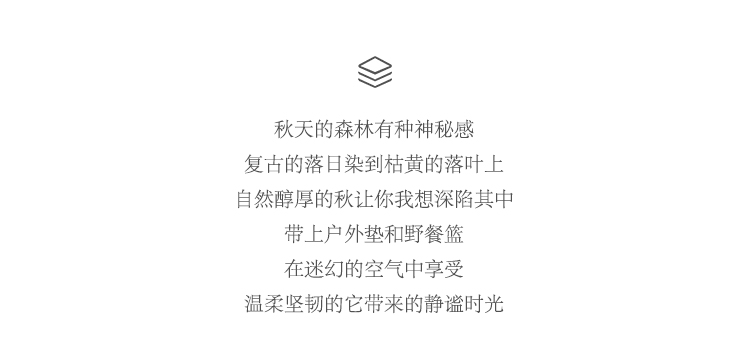 秋天的森林有种神秘感
复古的落日染到枯黄的落叶上
自然醇厚的秋让你我想深陷其中
带上户外垫和野餐篮
在迷幻的空气中享受
温柔坚韧的它带来的静谧时光